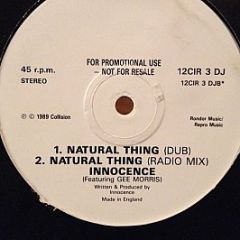 45 r.p.m.
STEREO
FOR PROMOTIONAL USE
– NOT FOR RESALE
12CIR 3 DJ
12CIR 3 DJB*
℗ © 1989 Collision
Rondor Music/
Repro Music
1. NATURAL THING (DUB)
2. NATURAL THING (RADIO MIX)
INNOCENCE
(Featuring GEE MORRIS)
Written & Produced by
Innocence
Made in England